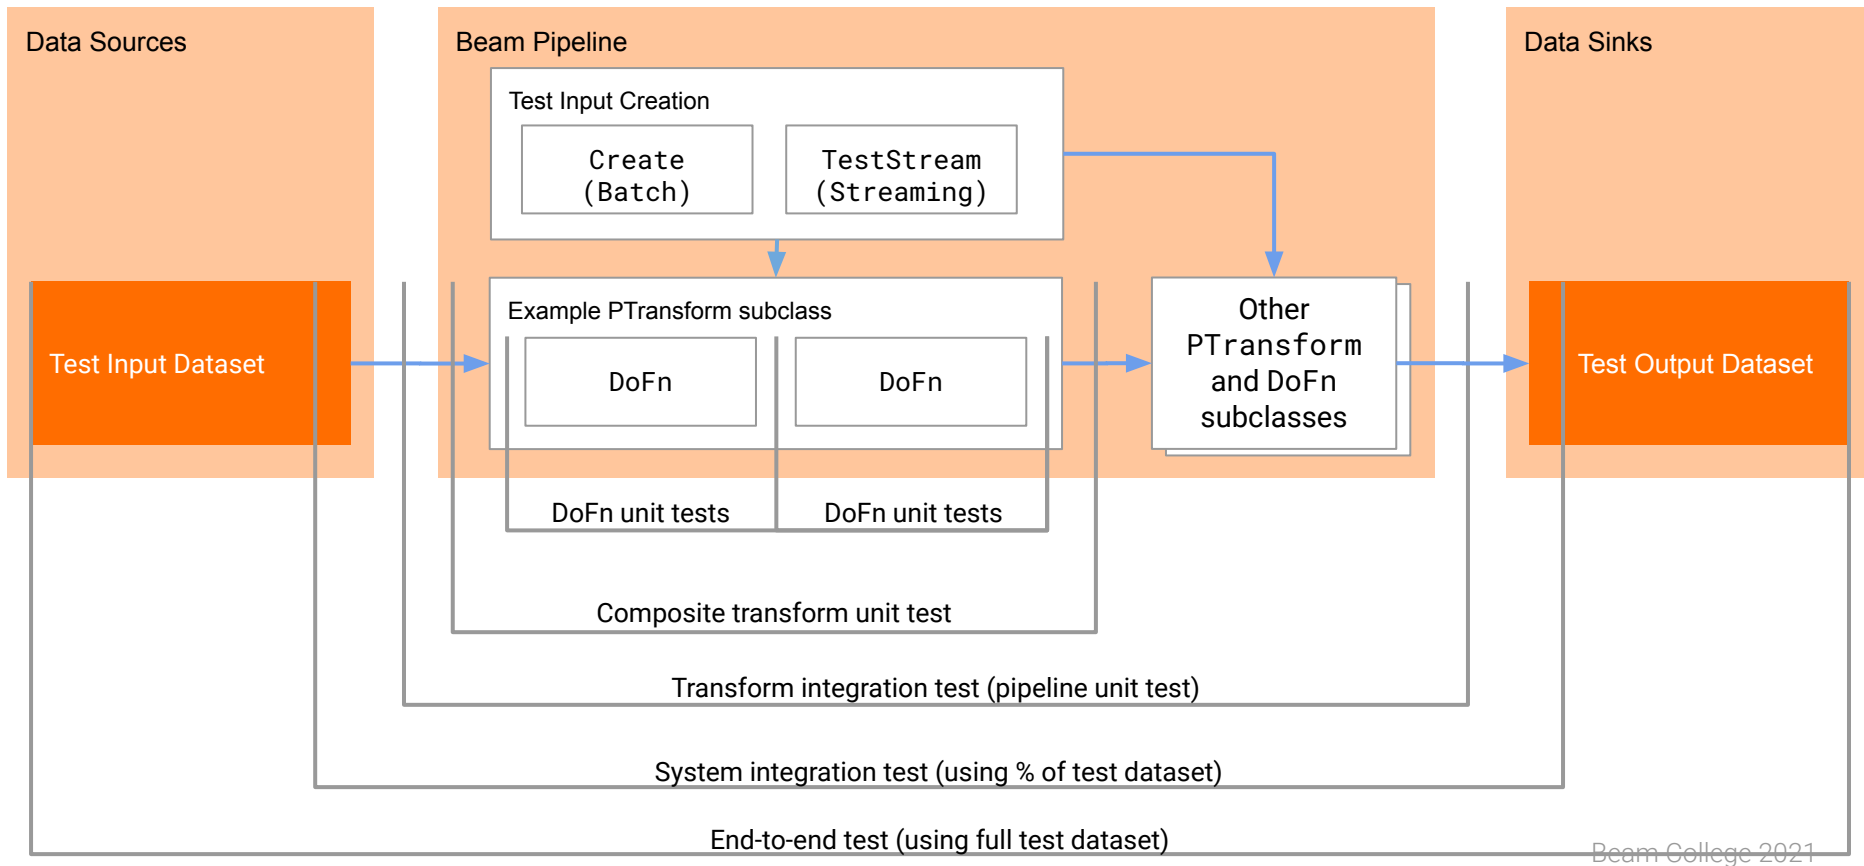 Data Sources
Beam Pipeline
Data Sinks
Test Input Creation
Create
(Batch)
TestStream
(Streaming)
Test Input Dataset
Example PTransform subclass
DoFn
DoFn
Other
PTransform
and DoFn
subclasses
Test Output Dataset
DoFn unit tests
DoFn unit tests
Composite transform unit test
Transform integration test (pipeline unit test)
System integration test (using % of test dataset)
End-to-end test (using full test dataset)
Beam College 2021